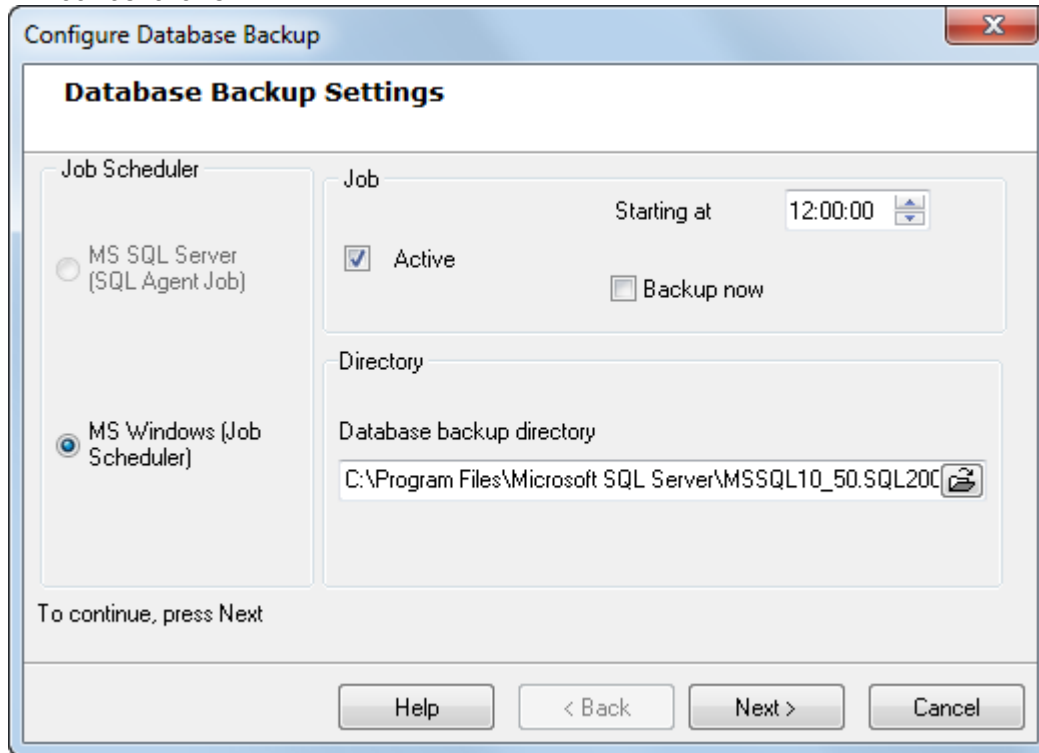 Configure Database Backup
Database Backup Settings
Job Scheduler
MS SQL Server
(SQL Agent Job)
MS Windows (Job
Scheduler)
Job
Starting at
12:00:00
Active
Backup now
Directory
Database backup directory
C:\Program Files\Microsoft SQL Server\MSSQL10_50.SQL200
To continue, press Next
Help
< Back
Next >
Cancel